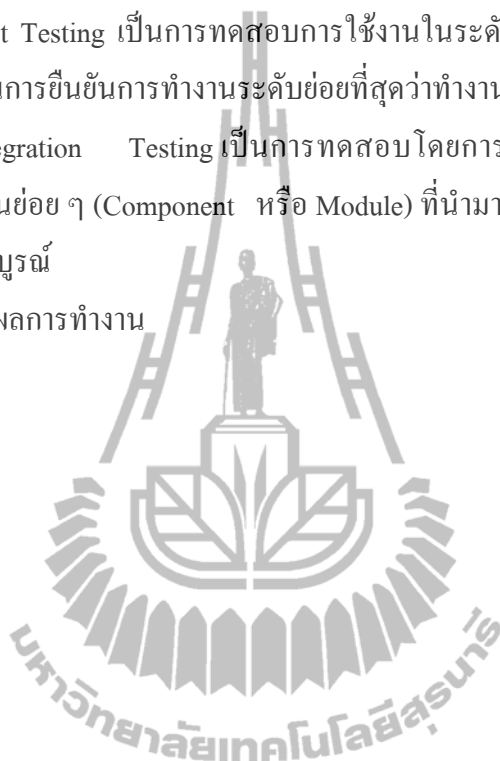 t Testing เป็นการทดสอบการใช้งานในระดั
นการยืนยันการทำงานระดับย่อยที่สุดว่าทำงาน
egration Testing เป็นการทดสอบโดยการ
นย่อย ๆ (Component หรือ Module) ที่นำมา
บูรณ์
ผลการทำงาน
มหาวิทยาลัยเทคโนโลยีสุรนารี